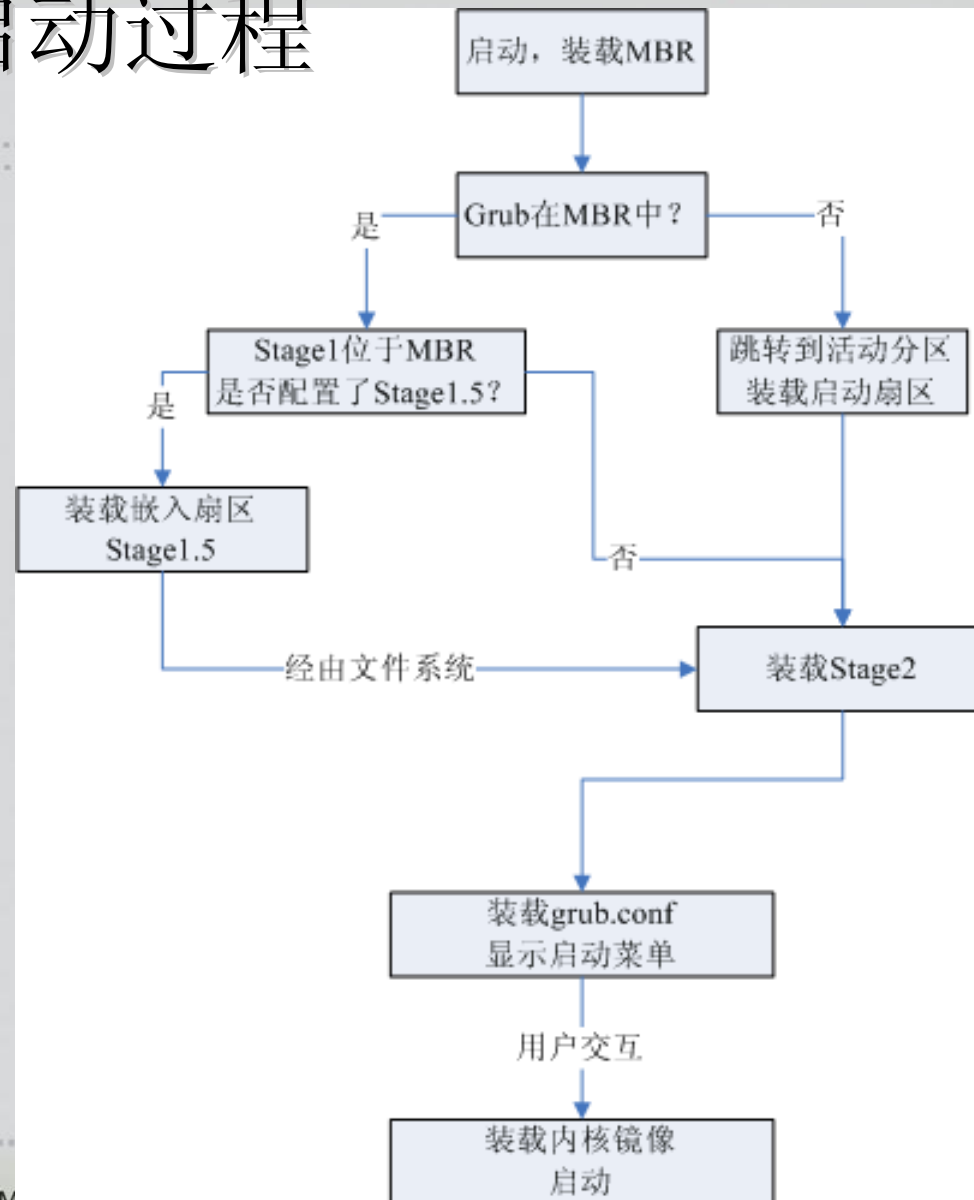 启动过程
启动，装载MBR
Grub在MBR中？
是
否
Stage1位于MBR
是否配置了Stage1.5？
跳转到活动分区
装载启动扇区
是
装载嵌入扇区
Stage1.5
否
经由文件系统
装载Stage2
装载grub.conf
显示启动菜单
用户交互
装载内核镜像
启动